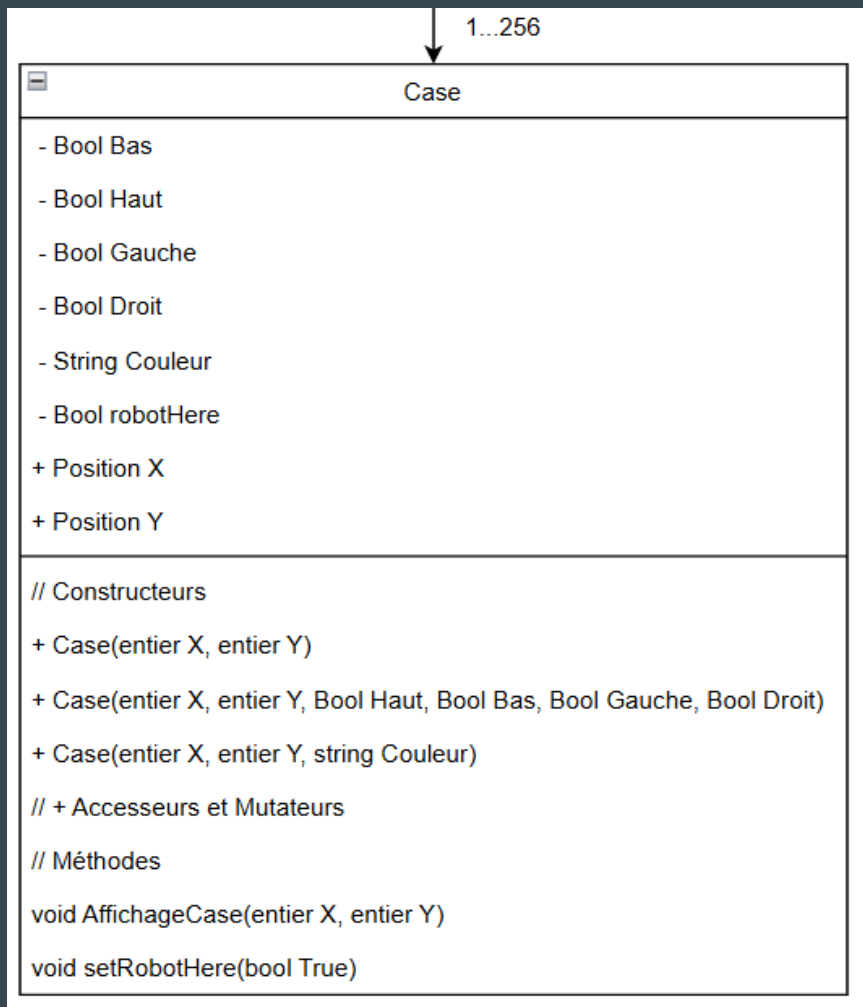 1...256
Case
- Bool Bas
- Bool Haut
- Bool Gauche
- Bool Droit
- String Couleur
- Bool robotHere
+ Position X
+ Position Y
// Constructeurs
+ Case(entier X, entier Y)
+ Case(entier X, entier Y, Bool Haut, Bool Bas, Bool Gauche, Bool Droit)
+ Case(entier X, entier Y, string Couleur)
// + Accesseurs et Mutateurs
// Méthodes
void AffichageCase(entier X, entier Y)
void setRobotHere(bool True)